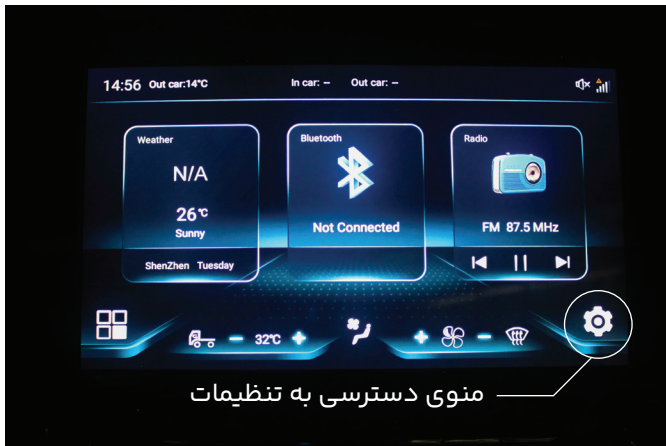 14:56 Out car:14°C In car: – Out car: –
Weather
N/A
26°C
Sunny
ShenZhen Tuesday
Bluetooth
Not Connected
Radio
FM 87.5 MHz
32°C
منوی دسترسی به تنظیمات